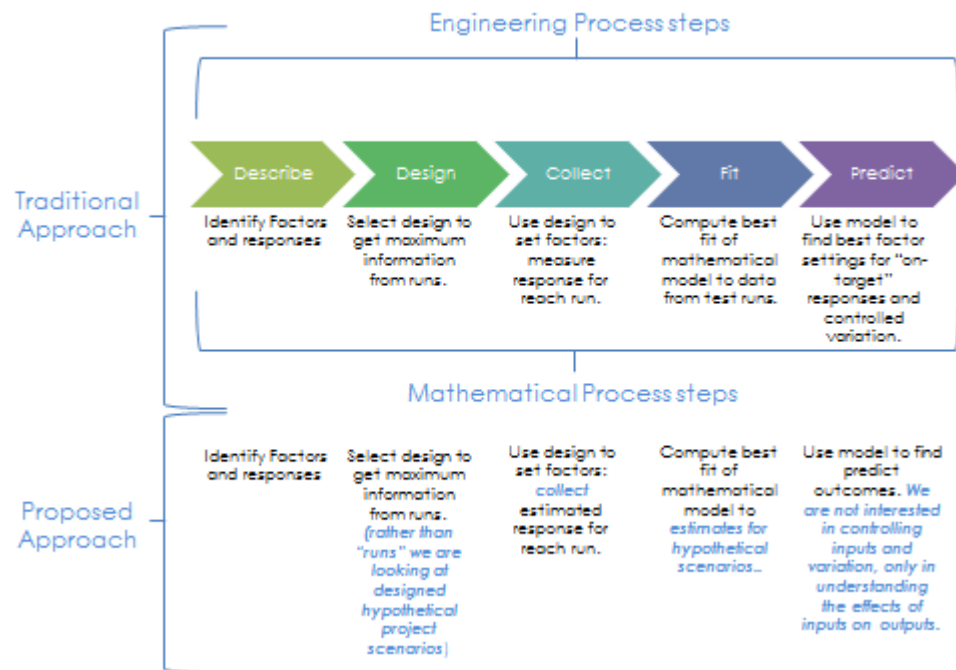 Engineering Process steps
Traditional
Approach
Describe
Design
Collect
Fit
Predict
Identify Factors
and responses
Select design to
get maximum
information
from runs.
Use design to
set factors:
measure
response for
reach run.
Compute best
fit of
mathematical
model to data
from test runs.
Use model to
find best factor
settings for “on-
target”
responses and
controlled
variation.
Mathematical Process steps
Proposed
Approach
Identify Factors
and responses
Select design to
get maximum
information
from runs.
(rather than
“runs” we are
looking at
designed
hypothetical
project
scenarios)
Use design to
set factors:
collect
estimated
response for
reach run.
Compute best
fit of
mathematical
model to
estimates for
hypothetical
scenarios..
Use model to find
predict
outcomes. We
are not interested
in controlling
inputs and
variation, only in
understanding
the effects of
inputs on outputs.